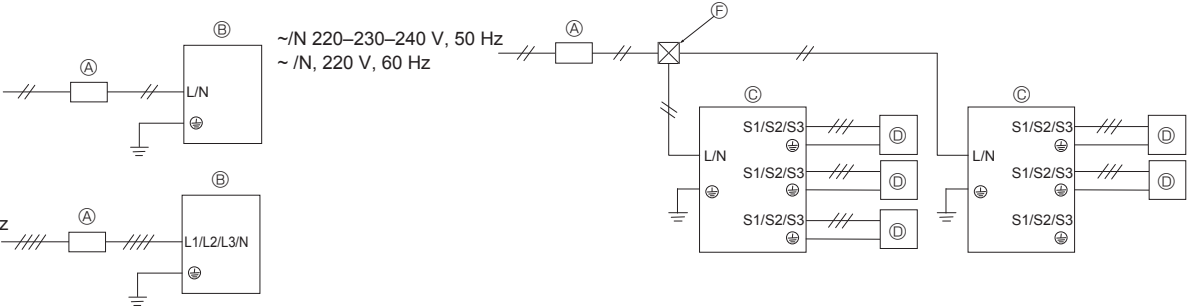 Ⓑ
Ⓐ
L/N
Ⓑ
Ⓐ
z
L1/L2/L3/N
~/N 220–230–240 V, 50 Hz
~ /N, 220 V, 60 Hz
Ⓐ
Ⓕ
Ⓒ
L/N
S1/S2/S3
Ⓓ
S1/S2/S3
Ⓓ
S1/S2/S3
Ⓓ
Ⓒ
L/N
S1/S2/S3
Ⓓ
S1/S2/S3
Ⓓ
S1/S2/S3